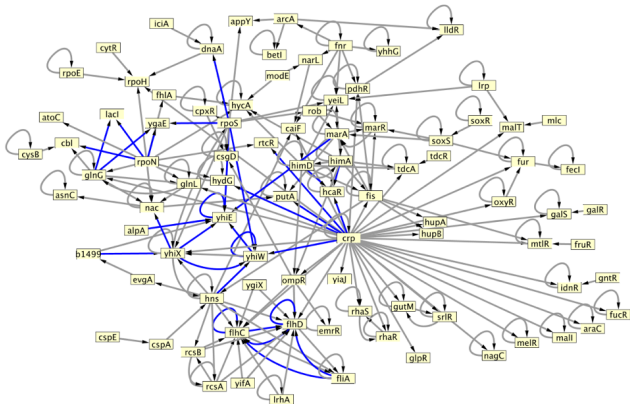 iciA
appY
arcA
lldR
cytR
dnaA
betI
fnr
yhhG
rpoE
rpoH
narL
modE
pdhR
lrp
fhlA
hycA
yeiL
cpxR
rob
soxR
mlc
atoC
lacI
ygaE
rpoS
caiF
marA
marR
malT
cysB
cbl
rpoN
csgD
rtcR
soxS
himD
himA
tdcR
fur
fecI
glnG
glnL
hydG
tdcA
asnC
nac
putA
hcaR
fis
oxyR
yhiE
hupA
galS
galR
alpA
crp
hupB
b1499
yhiX
yhiW
mtlR
fruR
evgA
ygiX
ompR
yiaJ
idnR
gntR
hns
rhaS
gutM
fucR
cspE
flhC
flhD
emrR
srlR
araC
cspA
rhaR
malI
rcsB
glpR
nagC
melR
rcsA
yifA
fliA
lrhA